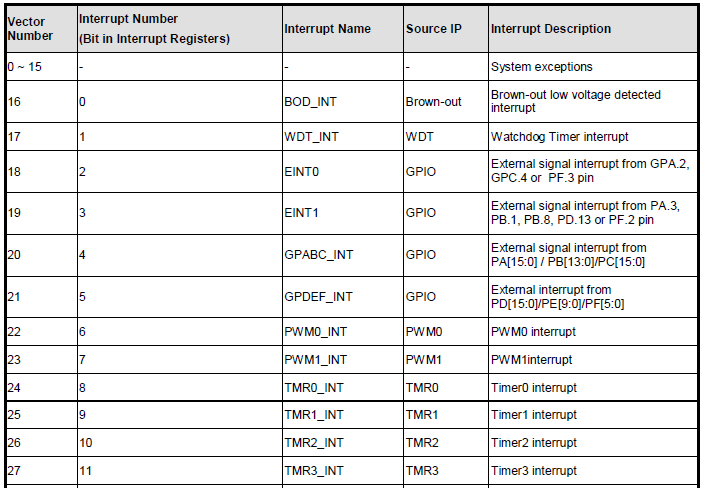 Vector Number | Interrupt Number (Bit in Interrupt Registers) | Interrupt Name | Source IP | Interrupt Description
0 ~ 15 | - | - | - | System exceptions
16 | 0 | BOD_INT | Brown-out | Brown-out low voltage detected interrupt
17 | 1 | WDT_INT | WDT | Watchdog Timer interrupt
18 | 2 | EINT0 | GPIO | External signal interrupt from GPA.2, GPC.4 or PF.3 pin
19 | 3 | EINT1 | GPIO | External signal interrupt from PA.3, PB.1, PB.8, PD.13 or PF.2 pin
20 | 4 | GPABC_INT | GPIO | External signal interrupt from PA[15:0] / PB[13:0]/PC[15:0]
21 | 5 | GPDEF_INT | GPIO | External interrupt from PD[15:0]/PE[9:0]/PF[5:0]
22 | 6 | PWM0_INT | PWM0 | PWM0 interrupt
23 | 7 | PWM1_INT | PWM1 | PWM1interrupt
24 | 8 | TMR0_INT | TMR0 | Timer0 interrupt
25 | 9 | TMR1_INT | TMR1 | Timer1 interrupt
26 | 10 | TMR2_INT | TMR2 | Timer2 interrupt
27 | 11 | TMR3_INT | TMR3 | Timer3 interrupt